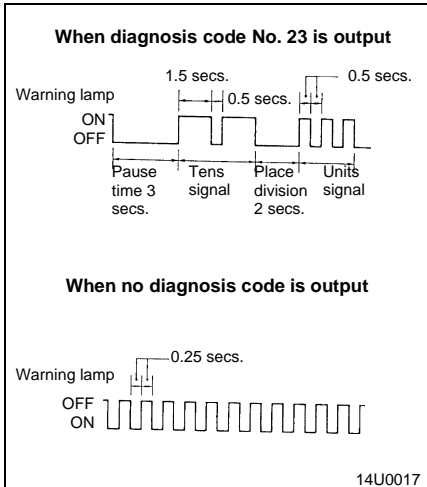 When diagnosis code No. 23 is output
1.5 secs.
0.5 secs.
0.5 secs.
Warning lamp
ON
OFF
Pause
time 3
secs.
Tens
signal
Place
division
2 secs.
Units
signal
When no diagnosis code is output
0.25 secs.
Warning lamp
OFF
ON
14U0017